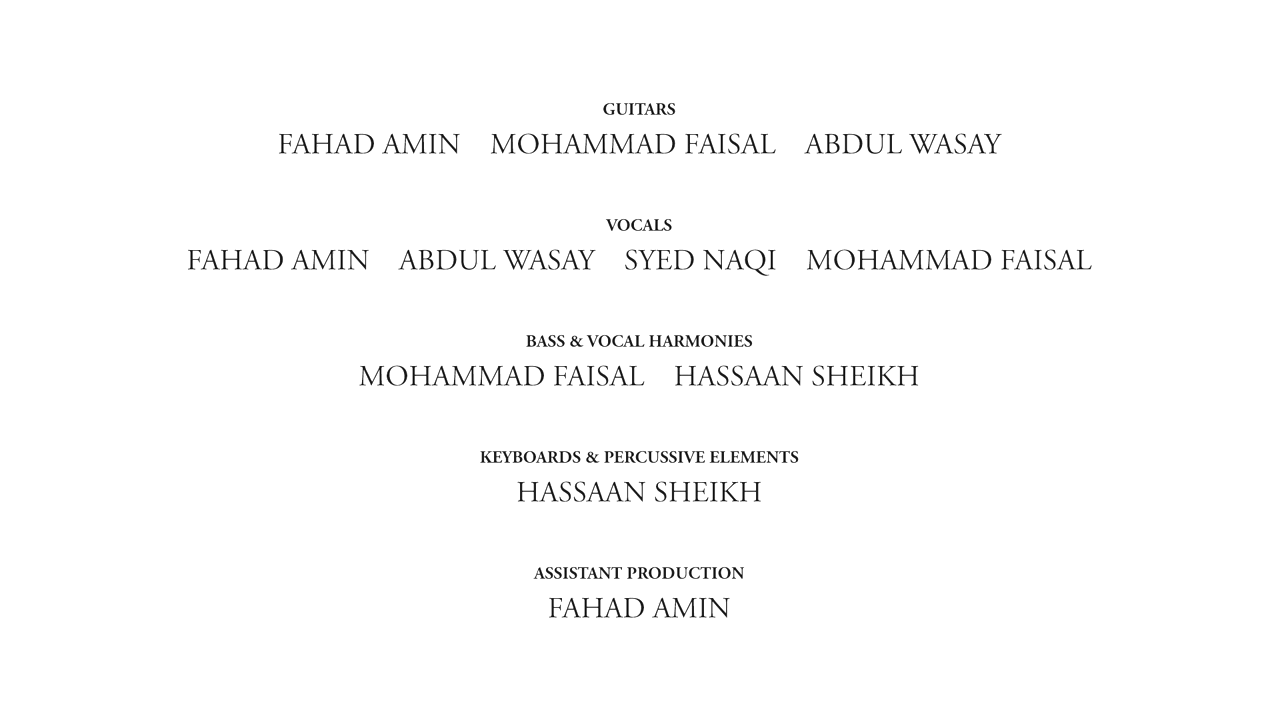 GUITARS
FAHAD AMIN MOHAMMAD FAISAL ABDUL WASAY
VOCALS
FAHAD AMIN ABDUL WASAY SYED NAQI MOHAMMAD FAISAL
BASS & VOCAL HARMONIES
MOHAMMAD FAISAL HASSAAN SHEIKH
KEYBOARDS & PERCUSSIVE ELEMENTS
HASSAAN SHEIKH
ASSISTANT PRODUCTION
FAHAD AMIN